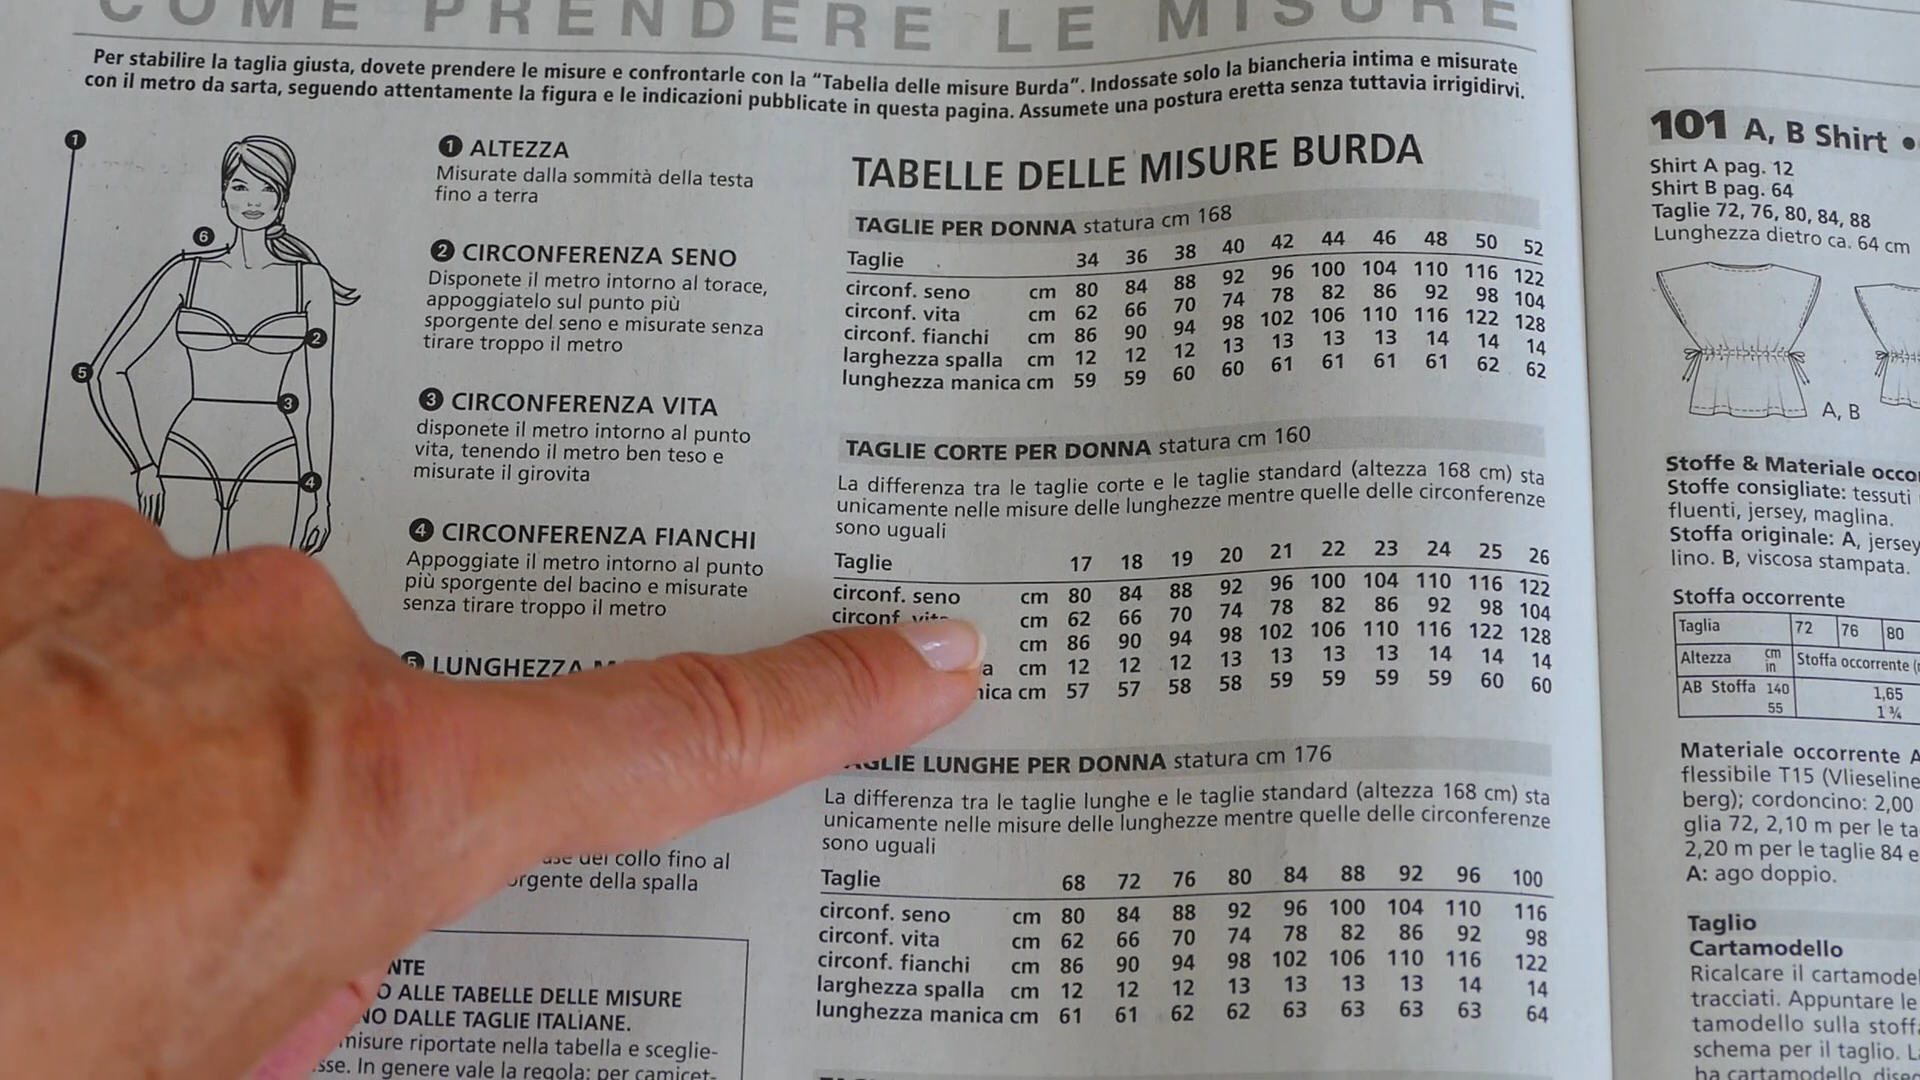 COME PRENDERE LE MISURE
Per stabilire la taglia giusta, dovete prendere le misure e confrontarle con la “Tabella delle misure Burda”. Indossate solo la biancheria intima e misurate
con il metro da sarta, seguendo attentamente la figura e le indicazioni pubblicate in questa pagina. Assumete una postura eretta senza tuttavia irrigidirvi.
1
6
2
5
3
4
1 ALTEZZA
Misurate dalla sommità della testa
fino a terra
2 CIRCONFERENZA SENO
Disponete il metro intorno al torace,
appoggiatelo sul punto più
sporgente del seno e misurate senza
tirare troppo il metro
3 CIRCONFERENZA VITA
disponete il metro intorno al punto
vita, tenendo il metro ben teso e
misurate il girovita
4 CIRCONFERENZA FIANCHI
Appoggiate il metro intorno al punto
più sporgente del bacino e misurate
senza tirare troppo il metro
5 LUNGHEZZA
del collo fino al
della spalla
O ALLE TABELLE DELLE MISURE
NO DALLE TAGLIE ITALIANE.
misure riportate nella tabella e sceglie-
sse. In genere vale la regola: per camicet-
TABELLE DELLE MISURE BURDA
TAGLIE PER DONNA statura cm 168
Taglie 34 36 38 40 42 44 46 48 50 52
circonf. seno cm 80 84 88 92 96 100 104 110 116 122
circonf. vita cm 62 66 70 74 78 82 86 92 98 104
circonf. fianchi cm 86 90 94 98 102 106 110 116 122 128
larghezza spalla cm 12 12 12 13 13 13 13 14 14 14
lunghezza manica cm 59 59 60 60 61 61 61 61 62 62
TAGLIE CORTE PER DONNA statura cm 160
La differenza tra le taglie corte e le taglie standard (altezza 168 cm) sta
unicamente nelle misure delle lunghezze mentre quelle delle circonferenze
sono uguali
Taglie 17 18 19 20 21 22 23 24 25 26
circonf. seno cm 80 84 88 92 96 100 104 110 116 122
circonf. vita cm 62 66 70 74 78 82 86 92 98 104
cm 86 90 94 98 102 106 110 116 122 128
a cm 12 12 12 13 13 13 13 14 14 14
nica cm 57 57 58 58 59 59 59 59 60 60
TAGLIE LUNGHE PER DONNA statura cm 176
La differenza tra le taglie lunghe e le taglie standard (altezza 168 cm) sta
unicamente nelle misure delle lunghezze mentre quelle delle circonferenze
sono uguali
Taglie 68 72 76 80 84 88 92 96 100
circonf. seno cm 80 84 88 92 96 100 104 110 116
circonf. vita cm 62 66 70 74 78 82 86 92 98
circonf. fianchi cm 86 90 94 98 102 106 110 116 122
larghezza spalla cm 12 12 12 13 13 13 13 14 14
lunghezza manica cm 61 61 62 62 63 63 63 63 64
101 A, B Shirt •
Shirt A pag. 12
Shirt B pag. 64
Taglie 72, 76, 80, 84, 88
Lunghezza dietro ca. 64 cm
A, B
Stoffe & Materiale occo
Stoffe consigliate: tessuti
fluenti, jersey, maglina.
Stoffa originale: A, jersey
lino. B, viscosa stampata.
Stoffa occorrente
Taglia 72 76 80
Altezza cm in Stoffa occorrente (
AB Stoffa 140 1,65
55 1 ¾
Materiale occorrente A
flessibile T15 (Vlieseline
berg); cordoncino: 2,00
glia 72, 2,10 m per le ta
2,20 m per le taglie 84 e
A: ago doppio.
Taglio
Cartamodello
Ricalcare il cartamodel
tracciati. Appuntare le
tamodello sulla stoffa
schema per il taglio. L
ha cartamodello, diseg